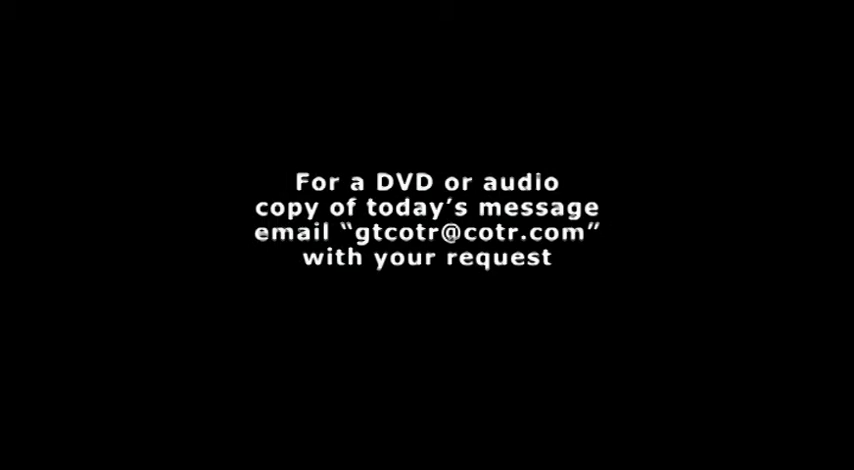 For a DVD or audio
copy of today’s message
email “gtcotr@cotr.com”
with your request